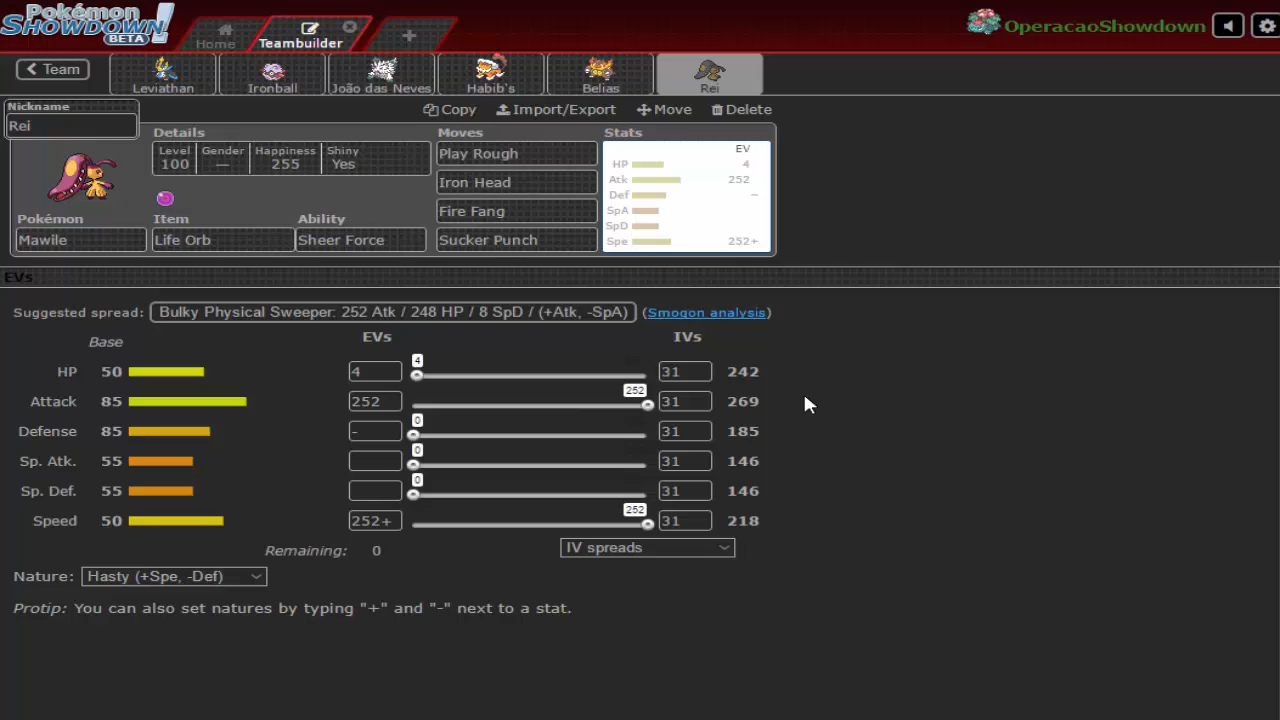 Pokémon
SHOWDOWN!
BETA
Home
Teambuilder
+
OperacaoShowdown
< Team
Leviathan
Ironball
João das Neves
Habib's
Belias
Rei
Nickname
Rei
Copy
Import/Export
Move
Delete
Details
Level
100
Gender
—
Happiness
255
Shiny
Yes
Pokémon
Mawile
Item
Life Orb
Ability
Sheer Force
Moves
Play Rough
Iron Head
Fire Fang
Sucker Punch
Stats
EV
HP 4
Atk 252
Def –
SpA
SpD
Spe 252+
EVs
Suggested spread: Bulky Physical Sweeper: 252 Atk / 248 HP / 8 SpD / (+Atk, -SpA) (Smogon analysis)
Base EVs IVs
HP 50 4 4 31 242
Attack 85 252 252 31 269
Defense 85 - 0 31 185
Sp. Atk. 55 0 31 146
Sp. Def. 55 0 31 146
Speed 50 252+ 252 31 218
Remaining: 0
IV spreads
Nature: Hasty (+Spe, -Def)
Protip: You can also set natures by typing "+" and "-" next to a stat.